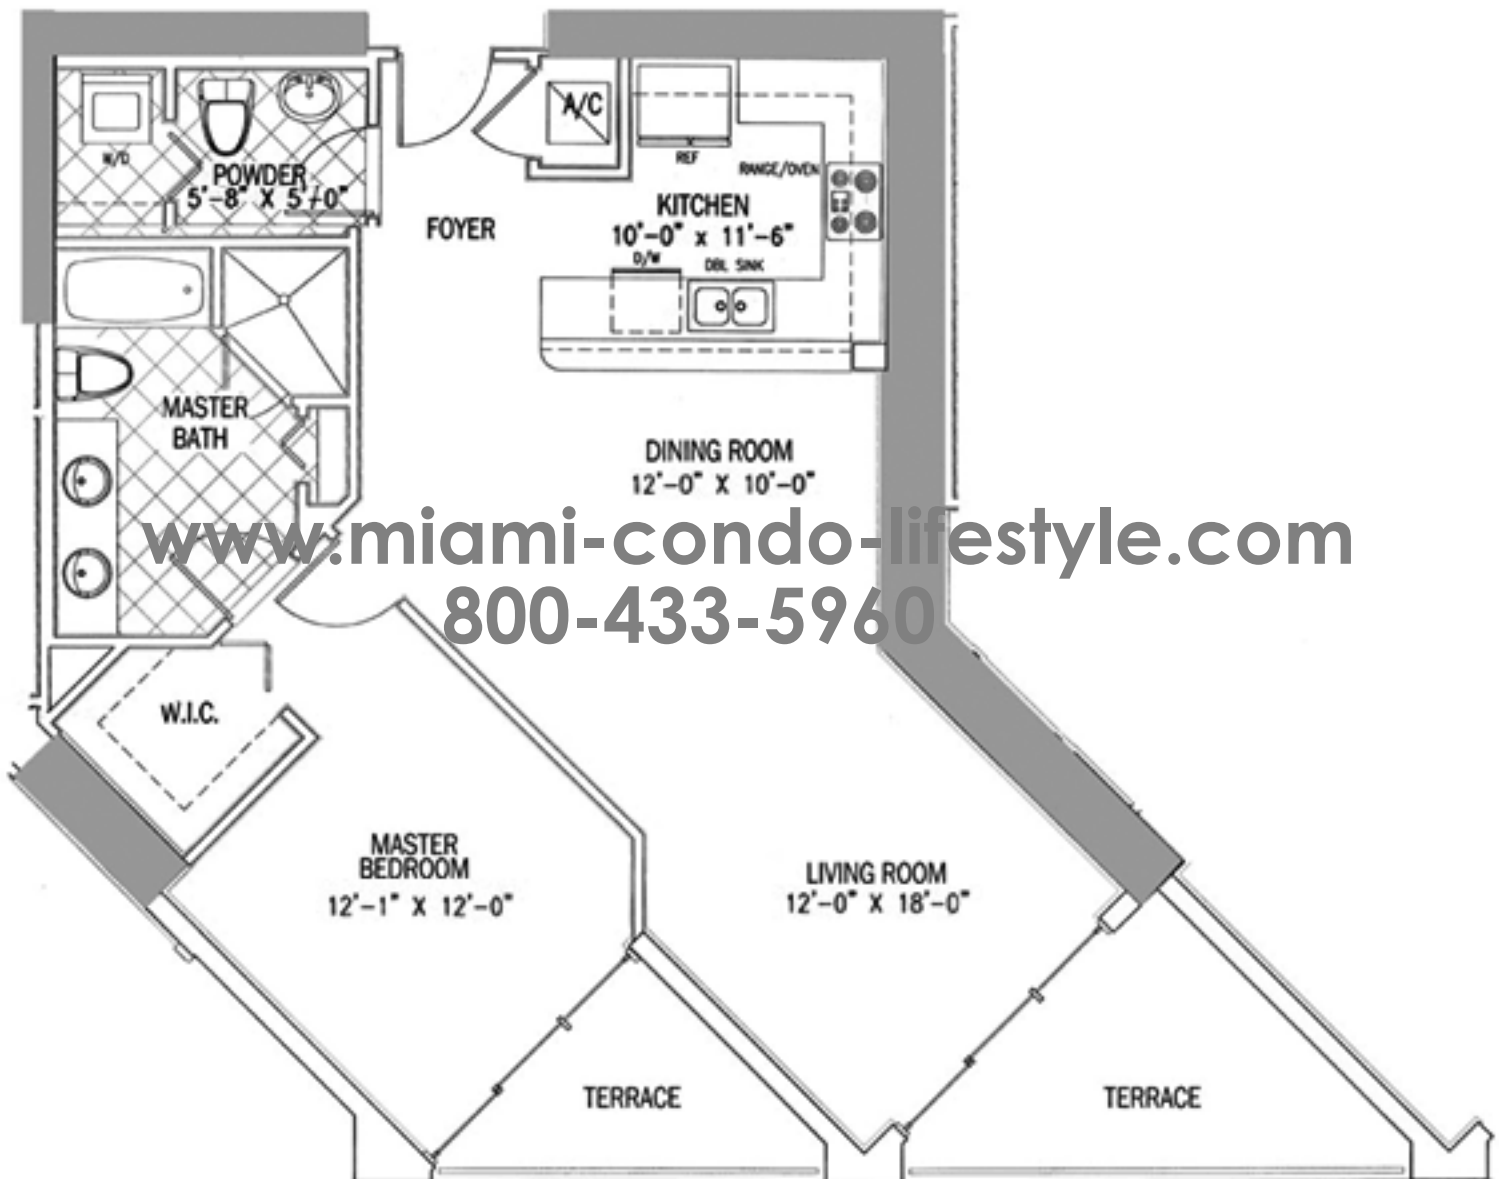 A/C
W/D
POWDER
5'-8" X 5'-0"
REF
RANGE/OVEN
FOYER
KITCHEN
10'-0" x 11'-6"
D/W
DBL SINK
MASTER
BATH
DINING ROOM
12'-0" X 10'-0"
www.miami-condo-lifestyle.com
800-433-5960
W.I.C.
MASTER
BEDROOM
12'-1" X 12'-0"
LIVING ROOM
12'-0" X 18'-0"
TERRACE
TERRACE